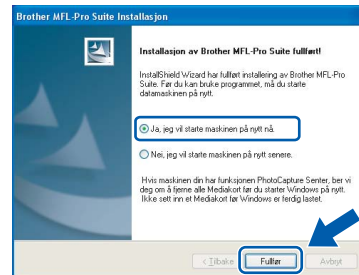 Brother MFL-Pro Suite Installasjon
Installasjon av Brother MFL-Pro Suite fullført!
InstallShield Wizard har fullført installering av Brother MFL-Pro
Suite. Før du kan bruke programmet, må du starte
datamaskinen på nytt.
Ja, jeg vil starte maskinen på nytt nå.
Nei, jeg vil starte maskinen på nytt senere.
Hvis maskinen din har funksjonen PhotoCapture Senter, ber vi
deg om å fjerne alle Mediakort før du starter Windows på nytt.
Ikke sett inn et Mediakort før Windows er ferdig lastet.
< Tilbake
Fullfør
Avbryt